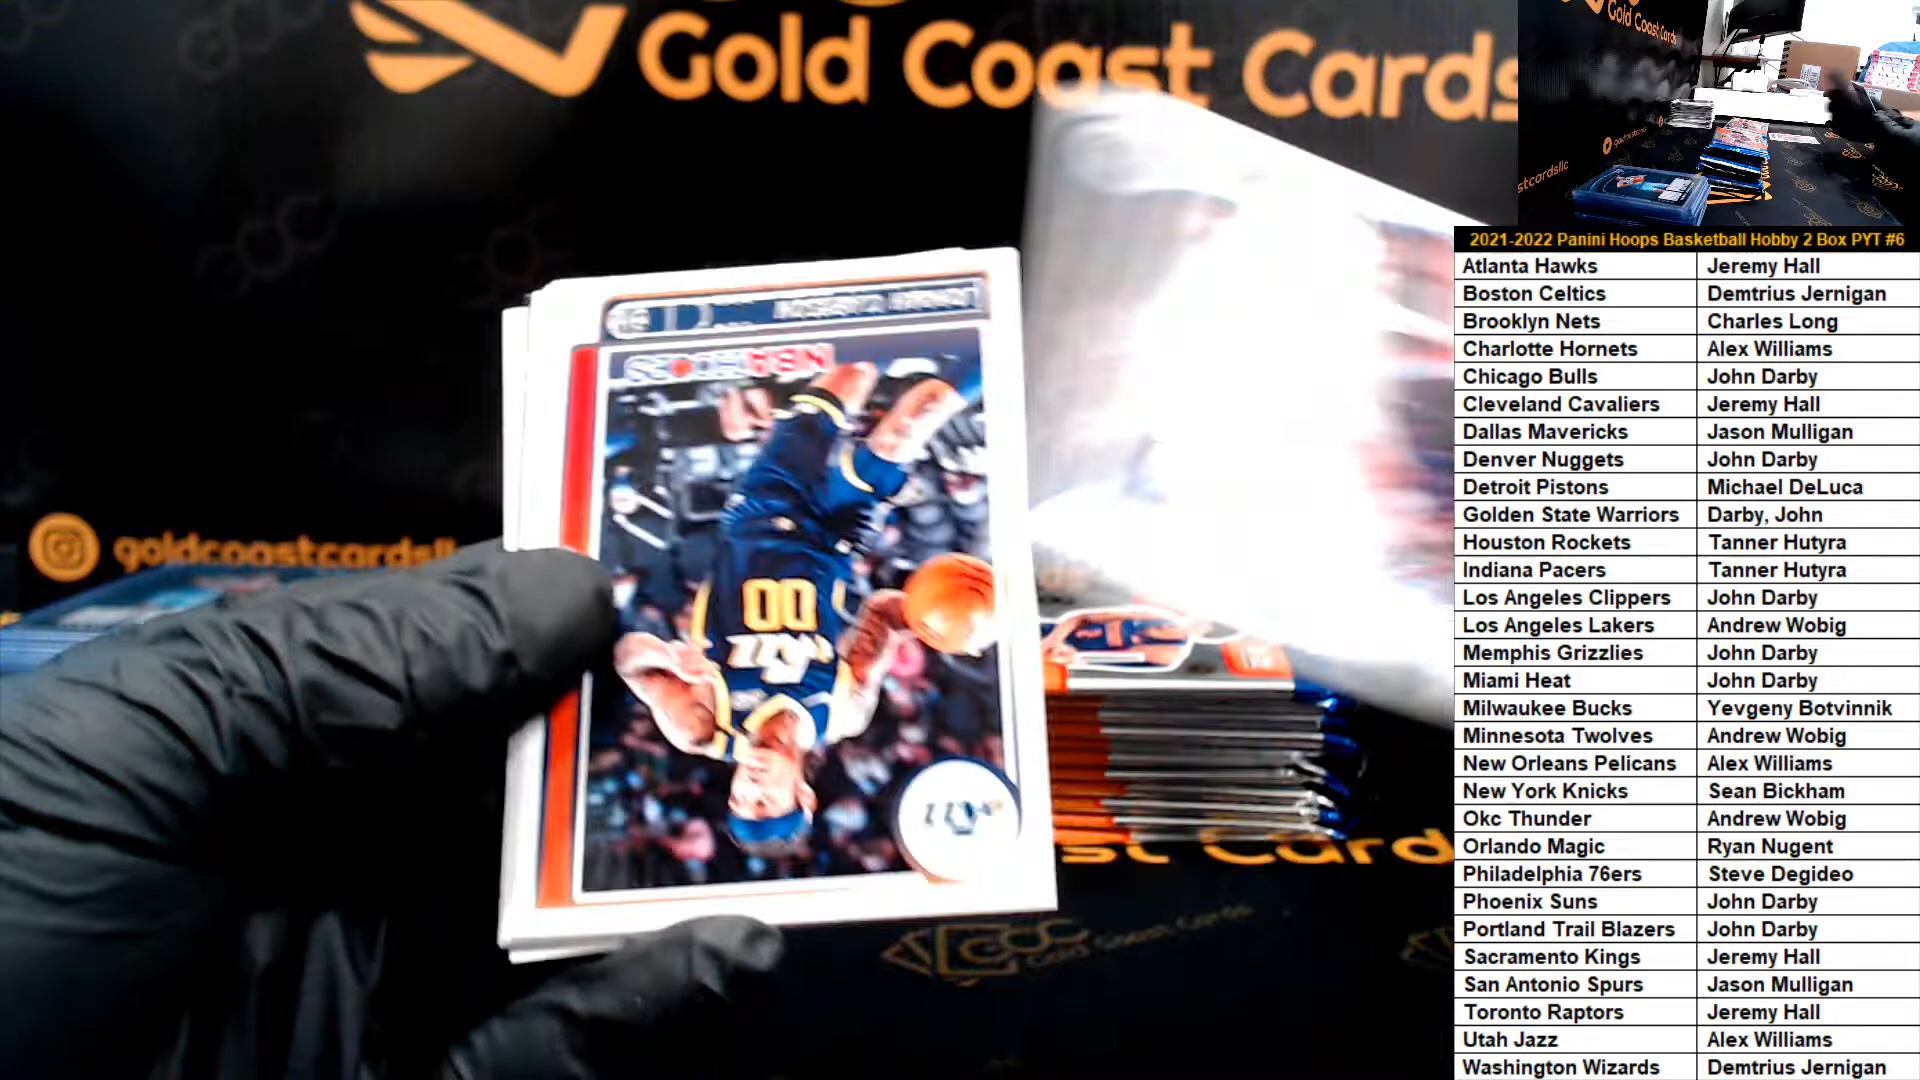 Gold Coast Cards
goldcoastcardsllc
JORDAN CLARKSON
00
2021-2022 Panini Hoops Basketball Hobby 2 Box PYT #6
Atlanta Hawks Jeremy Hall
Boston Celtics Demtrius Jernigan
Brooklyn Nets Charles Long
Charlotte Hornets Alex Williams
Chicago Bulls John Darby
Cleveland Cavaliers Jeremy Hall
Dallas Mavericks Jason Mulligan
Denver Nuggets John Darby
Detroit Pistons Michael DeLuca
Golden State Warriors Darby, John
Houston Rockets Tanner Hutyra
Indiana Pacers Tanner Hutyra
Los Angeles Clippers John Darby
Los Angeles Lakers Andrew Wobig
Memphis Grizzlies John Darby
Miami Heat John Darby
Milwaukee Bucks Yevgeny Botvinnik
Minnesota Twolves Andrew Wobig
New Orleans Pelicans Alex Williams
New York Knicks Sean Bickham
Okc Thunder Andrew Wobig
Orlando Magic Ryan Nugent
Philadelphia 76ers Steve Degideo
Phoenix Suns John Darby
Portland Trail Blazers John Darby
Sacramento Kings Jeremy Hall
San Antonio Spurs Jason Mulligan
Toronto Raptors Jeremy Hall
Utah Jazz Alex Williams
Washington Wizards Demtrius Jernigan